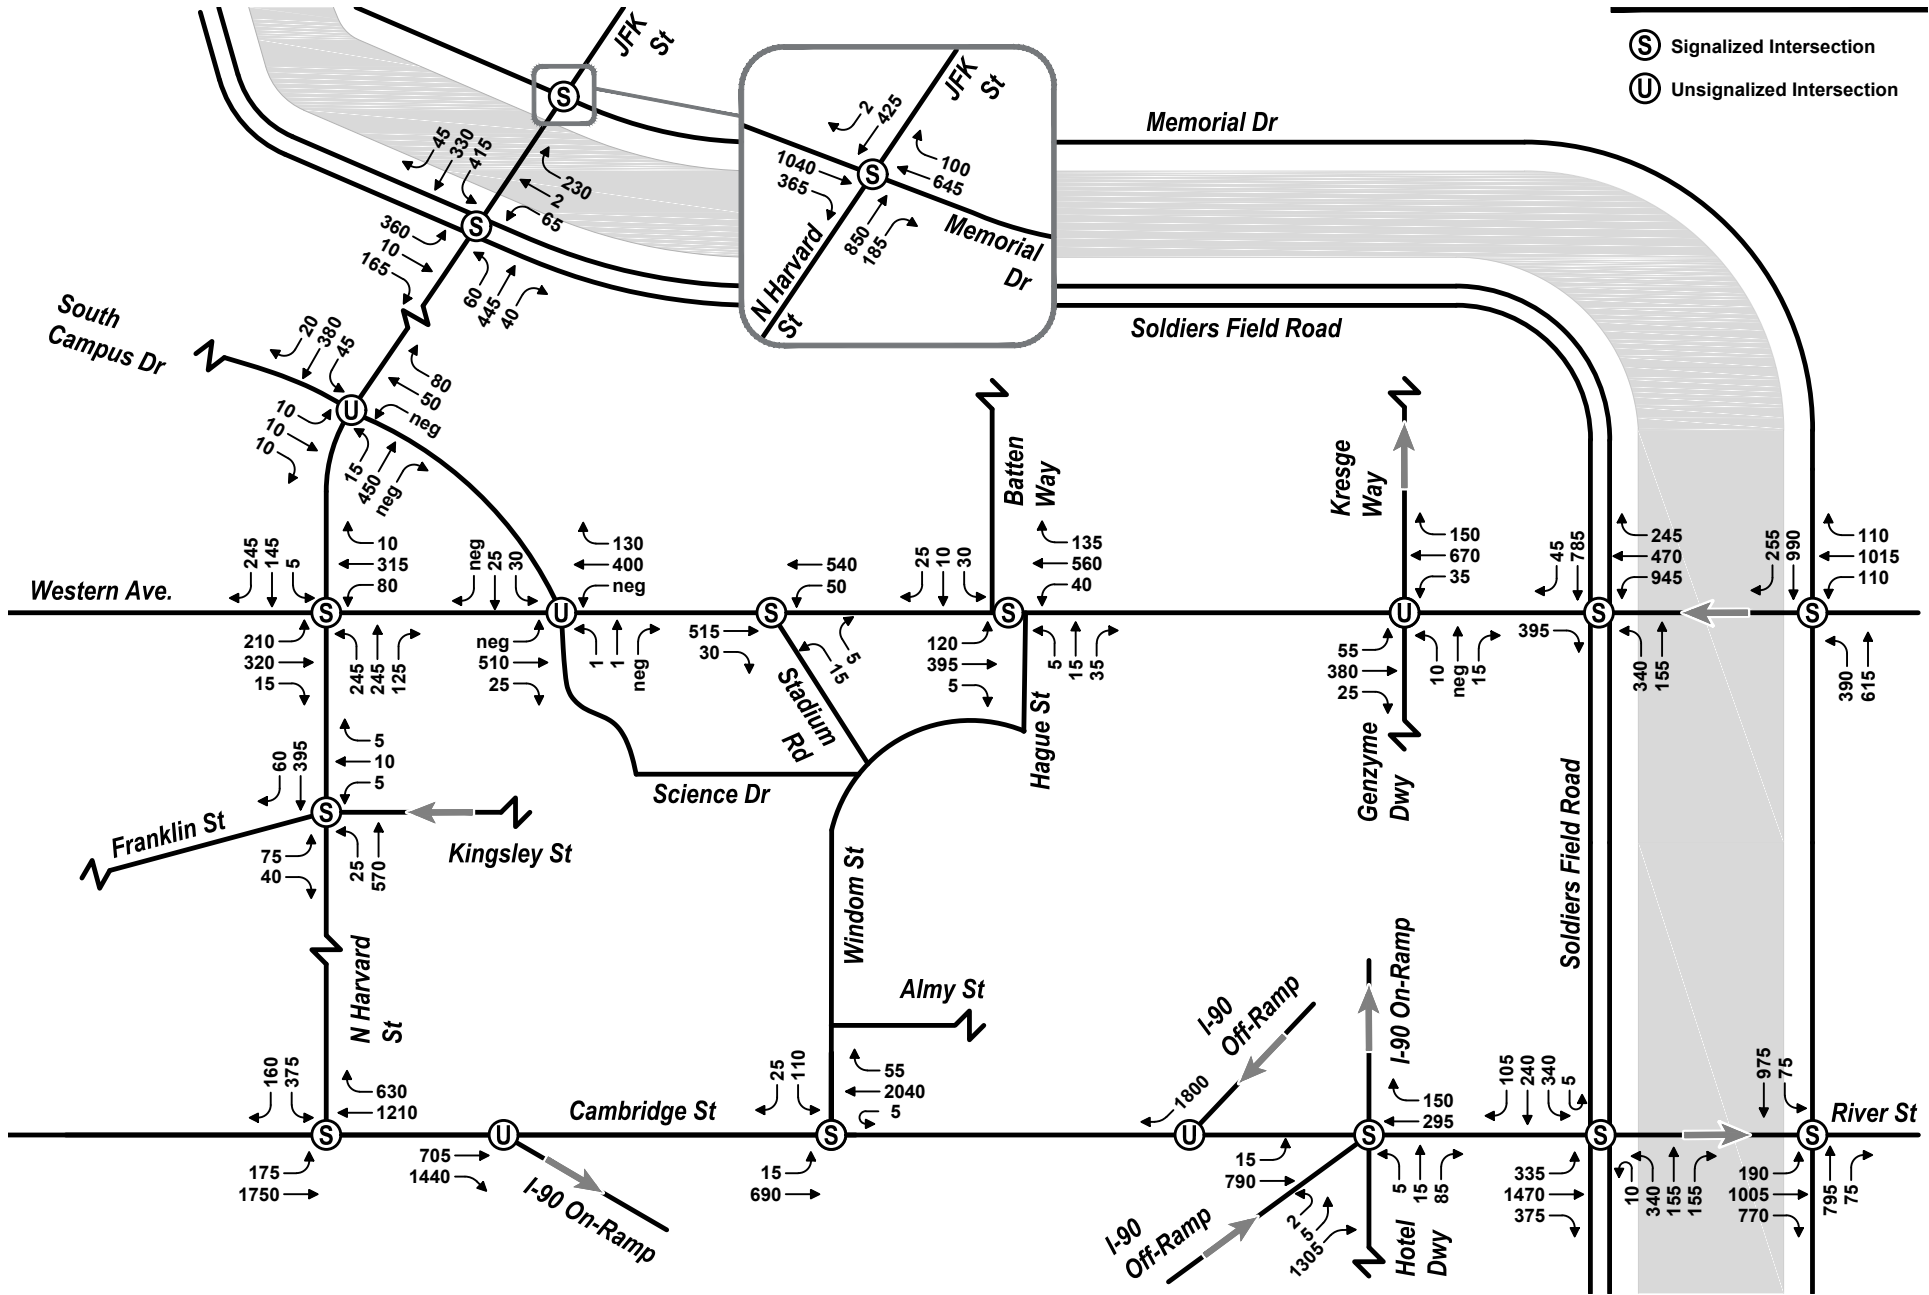 Signalized Intersection
S
Unsignalized Intersection
U
JFK
St
S
JFK
St
2
425
100
645
1040
365
S
850
185
N Harvard
St
Memorial
Dr
Memorial Dr
Soldiers Field Road
45
330
415
230
2
65
S
360
10
165
60
445
40
South
Campus Dr
20
380
45
80
50
neg
U
10
10
10
15
450
neg
Western Ave.
245
145
5
10
315
80
S
210
320
15
245
245
125
neg
25
30
130
400
neg
U
neg
510
25
1
1
neg
540
50
S
515
30
5
15
Stadium
Rd
Batten
Way
25
10
30
135
560
40
S
120
395
5
5
15
35
Hague St
Kresge
Way
150
670
35
U
55
380
25
10
neg
15
Genzyme
Dwy
45
785
245
470
945
S
395
340
155
255
990
110
1015
110
S
390
615
60
395
5
10
5
S
Franklin St
Kingsley St
75
40
25
570
Science Dr
Windom St
Soldiers Field Road
N Harvard
St
Almy St
160
375
630
1210
S
175
1750
Cambridge St
U
705
1440
I-90 On-Ramp
25
110
55
2040
5
S
15
690
I-90
Off-Ramp
1800
U
I-90 On-Ramp
150
295
S
15
790
I-90
Off-Ramp
2
5
1305
5
15
85
Hotel
Dwy
105
240
340
5
S
335
1470
375
10
340
155
155
975
75
River St
S
190
1005
770
795
75